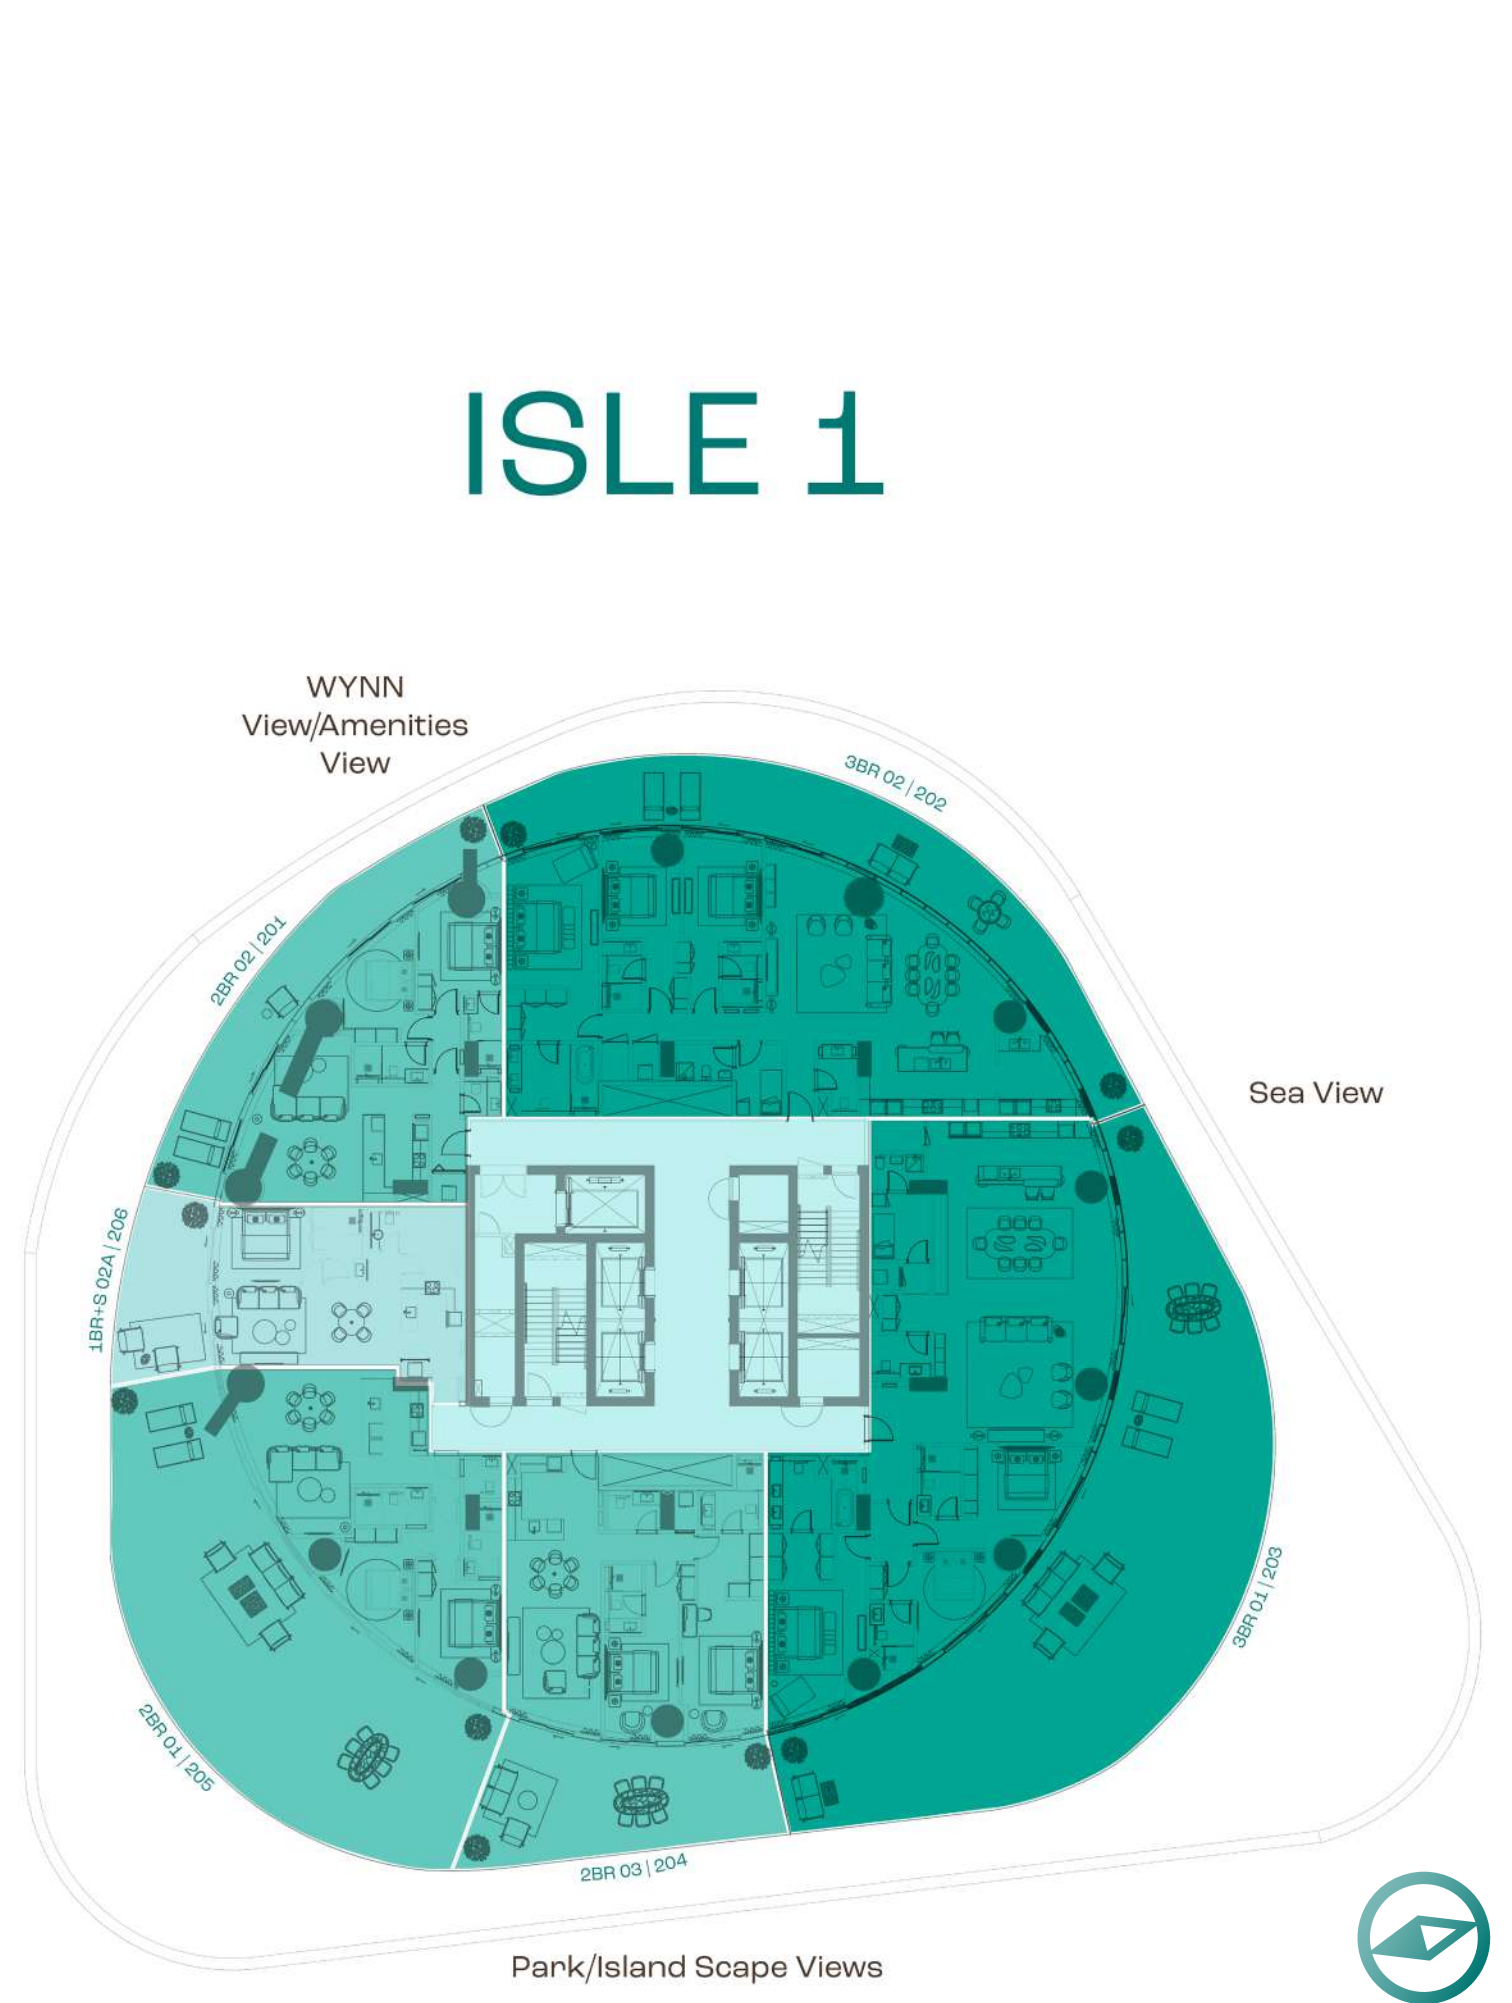 ISLE 1
WYNN
View/Amenities
View
3BR 02 | 202
2BR 02 | 201
Sea View
1BR+S 02A | 206
3BR 01 | 203
2BR 01 | 205
2BR 03 | 204
Park/Island Scape Views